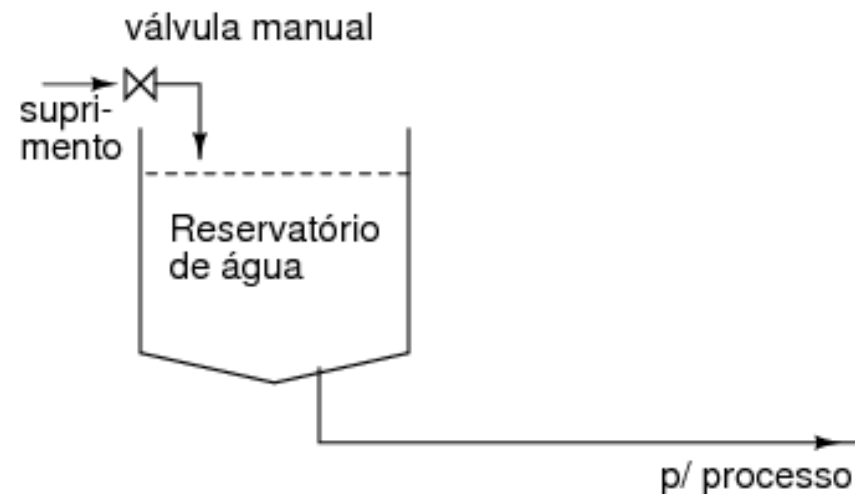 válvula manual
supri-
mento
Reservatório
de água
p/ processo